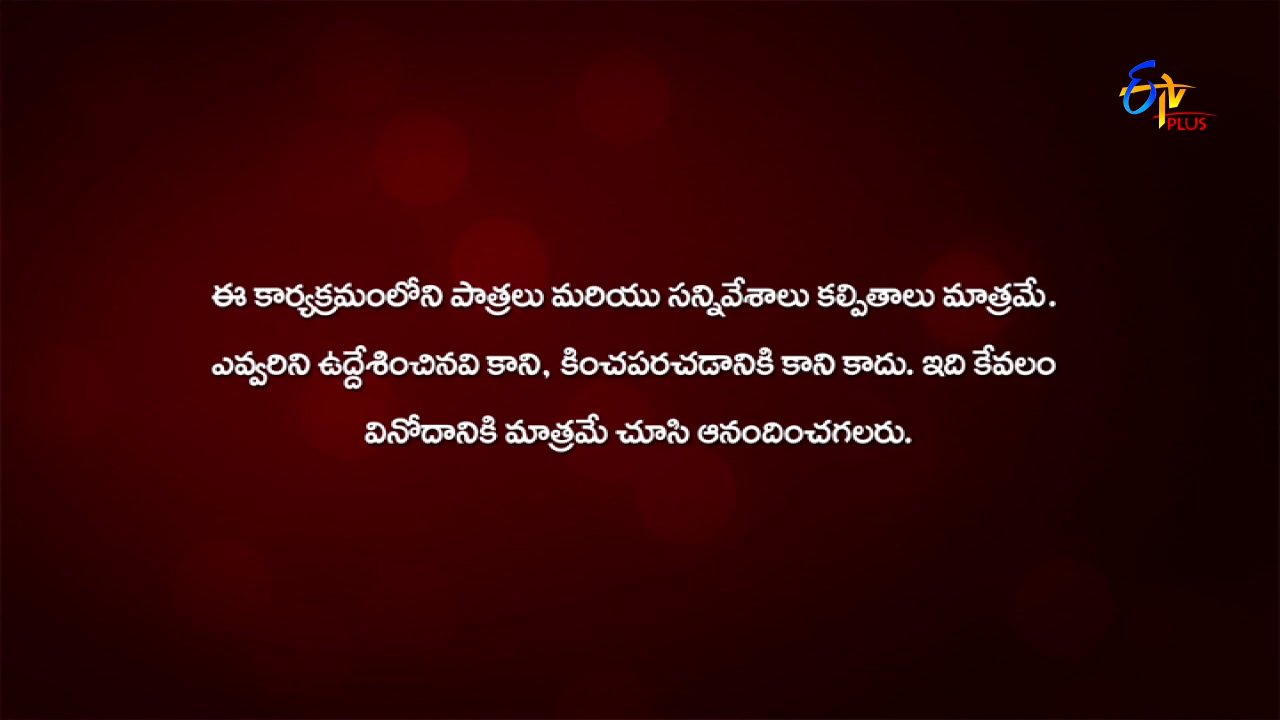 ETV
PLUS
ఈ కార్యక్రమంలోని పాత్రలు మరియు సన్నివేశాలు కల్పితాలు మాత్రమే.
ఎవ్వరిని ఉద్దేశించినవి కాని, కించపరచడానికి కాని కాదు. ఇది కేవలం
వినోదానికి మాత్రమే చూసి ఆనందించగలరు.